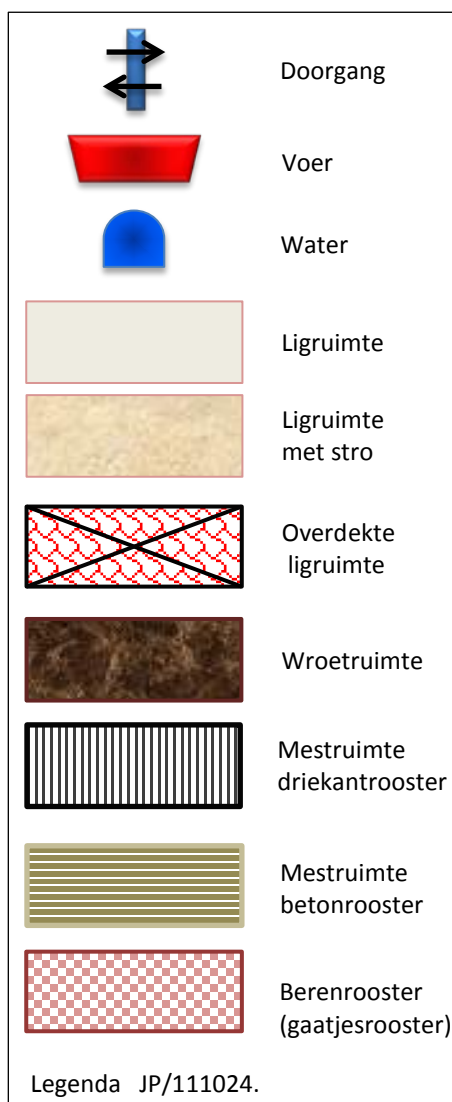 Doorgang
Voer
Water
Ligruimte
Ligruimte
met stro
Overdekte
ligruimte
Wroetruimte
Mestruimte
driekantrooster
Mestruimte
betonrooster
Berenrooster
(gaatjesrooster)
Legenda JP/111024.